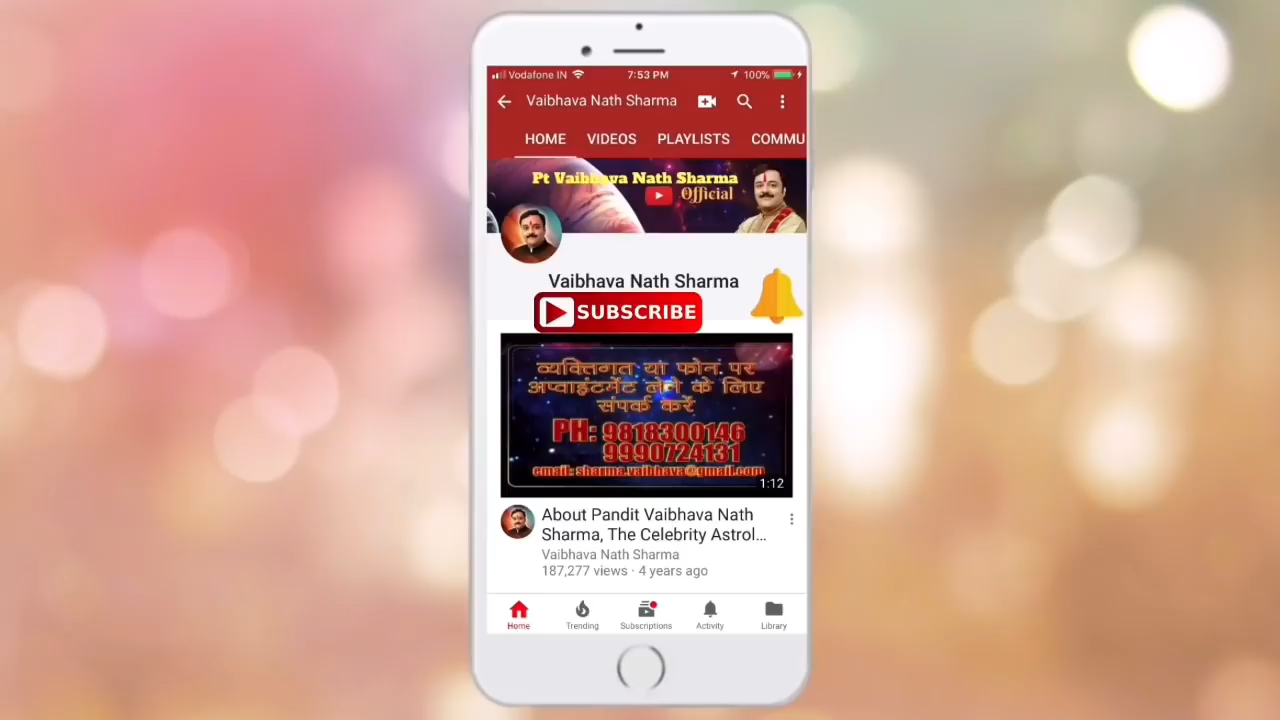 Vodafone IN 7:53 PM 100%
Vaibhava Nath Sharma
HOME VIDEOS PLAYLISTS COMMU
Pt Vaibhava Nath Sharma
Official
Vaibhava Nath Sharma
SUBSCRIBE
व्यक्तिगत या फोन पर
अप्वाइंटमेंट लेने के लिए
संपर्क करें
PH: 9818300146
9990724131
email: sharma.vaibhava@gmail.com
1:12
About Pandit Vaibhava Nath
Sharma, The Celebrity Astrol...
Vaibhava Nath Sharma
187,277 views · 4 years ago
Home Trending Subscriptions Activity Library